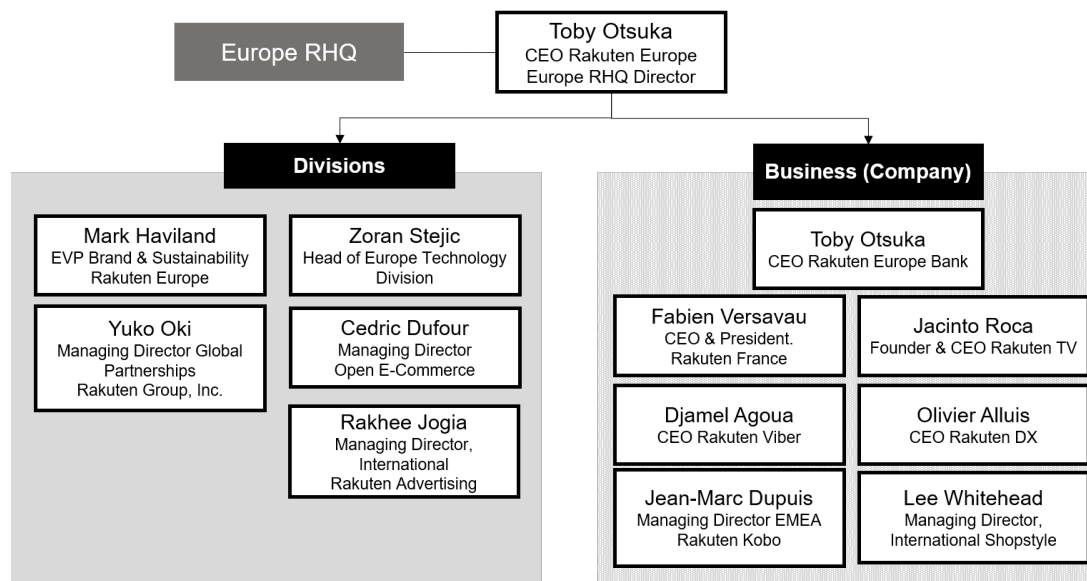 Europe RHQ
Toby Otsuka
CEO Rakuten Europe
Europe RHQ Director
Divisions
Mark Haviland
EVP Brand & Sustainability
Rakuten Europe
Zoran Stejic
Head of Europe Technology
Division
Yuko Oki
Managing Director Global
Partnerships
Rakuten Group, Inc.
Cedric Dufour
Managing Director
Open E-Commerce
Rakhee Jogia
Managing Director,
International
Rakuten Advertising
Business (Company)
Toby Otsuka
CEO Rakuten Europe Bank
Fabien Versavau
CEO & President.
Rakuten France
Jacinto Roca
Founder & CEO Rakuten TV
Djamel Agoua
CEO Rakuten Viber
Olivier Alluis
CEO Rakuten DX
Jean-Marc Dupuis
Managing Director EMEA
Rakuten Kobo
Lee Whitehead
Managing Director,
International Shopstyle